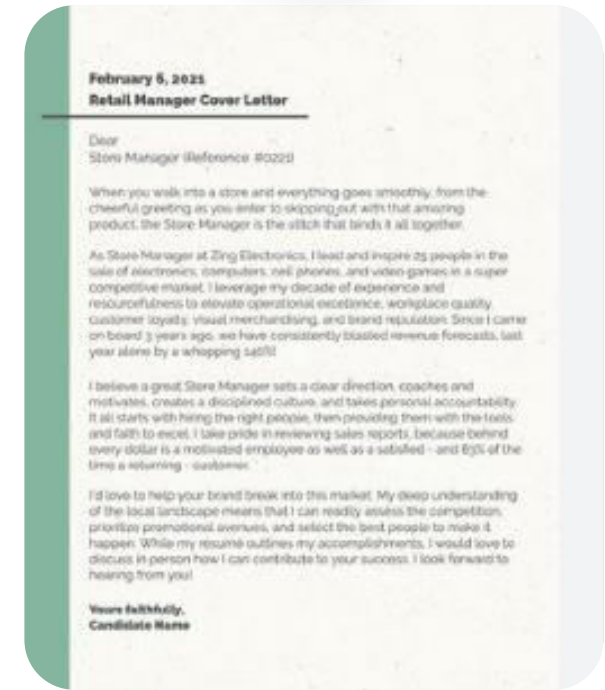 February 6, 2021
Retail Manager Cover Letter
Dear
Store Manager (Reference #0221)
When you walk into a store and everything goes smoothly, from the
cheerful greeting as you enter to skipping out with that amazing
product, the Store Manager is the stitch that binds it all together.
As Store Manager at Zing Electronics, I lead and inspire 25 people in the
sale of electronics, computers, cell phones, and video games in a super
competitive market. I leverage my decade of experience and
resourcefulness to elevate operational excellence, workplace quality,
customer loyalty, visual merchandising, and brand reputation. Since I came
on board 3 years ago, we have consistently blasted revenue forecasts, last
year alone by a whopping
I believe a great Store Manager sets a clear direction, coaches and
motivates, creates a disciplined culture, and takes personal accountability.
It all starts with hiring the right people, then providing them with the tools
and faith to excel. I take pride in reviewing sales reports, because behind
every dollar is a motivated employee as well as a satisfied - and 63% of the
time a returning - customer.
I'd love to help your brand break into this market. My deep understanding
of the local landscape means that I can readily assess the competition,
prioritize promotional avenues, and select the best people to make it
happen. While my resume outlines my accomplishments, I would love to
discuss in person how I can contribute to your success. I look forward to
hearing from you!
Yours faithfully,
Candidate Name